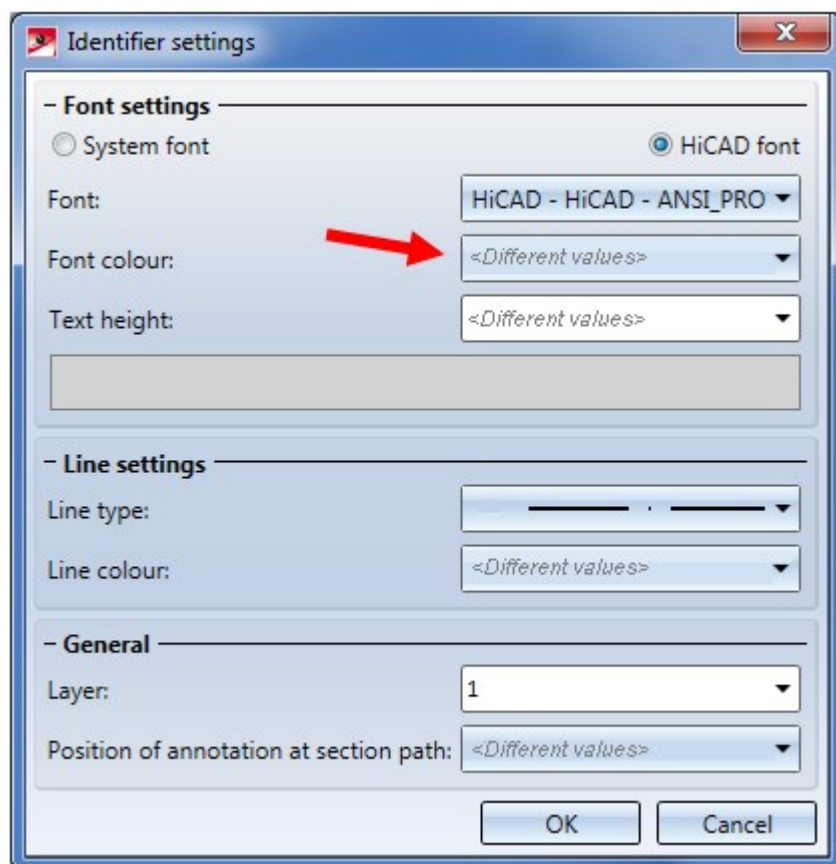 Identifier settings
Font settings
System font HiCAD font
Font: HiCAD - HiCAD - ANSI_PRO
Font colour: <Different values>
Text height: <Different values>
Line settings
Line type:
Line colour: <Different values>
General
Layer: 1
Position of annotation at section path: <Different values>
OK Cancel